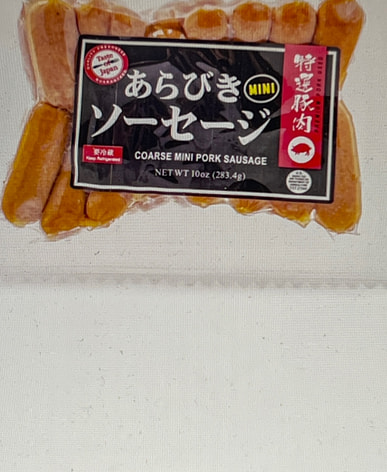 Taste of Japan
あらびき
MINI
ソーセージ
特選豚肉
要冷蔵
Keep Refrigerated
COARSE MINI PORK SAUSAGE
NET WT 10oz (283.4g)